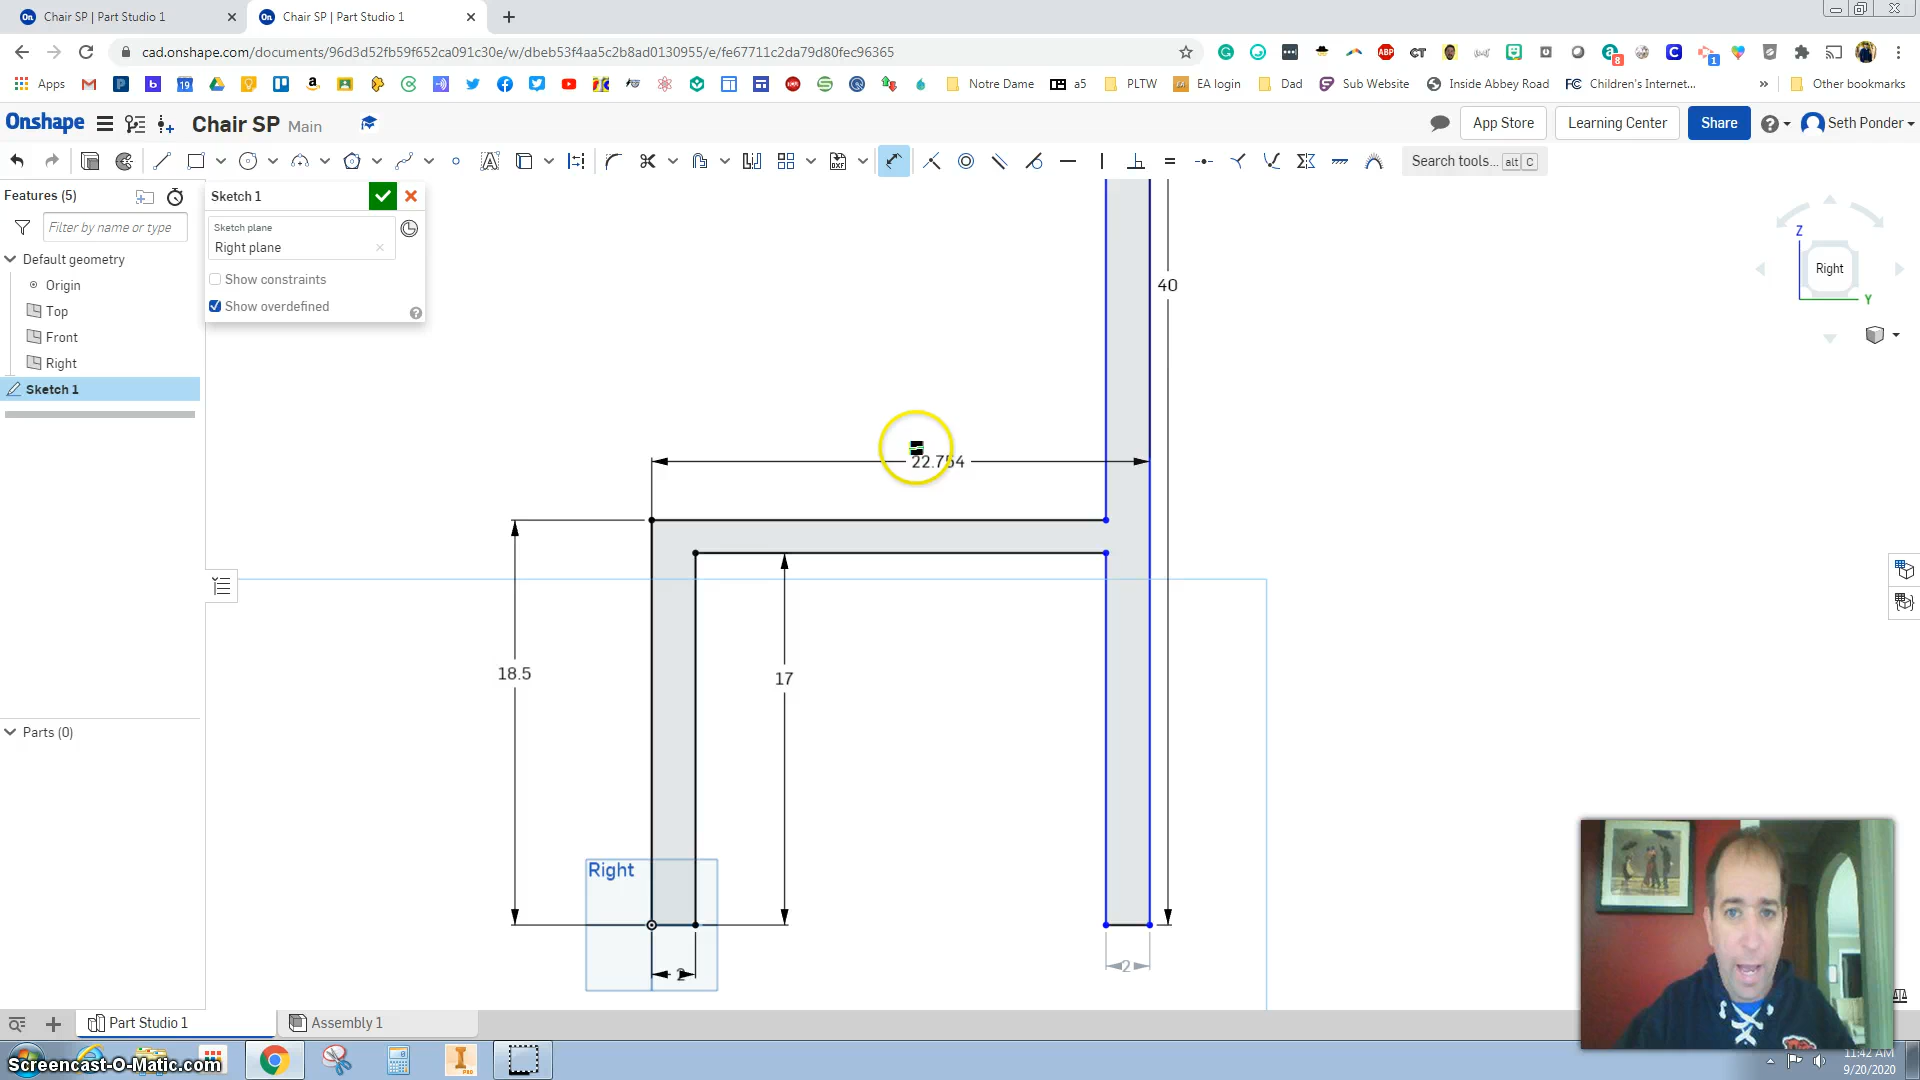 Chair SP | Part Studio 1
Chair SP | Part Studio 1
cad.onshape.com/documents/96d3d52fb59f652ca091c30e/w/dbeb53f4aa5c2b8ad0130955/e/fe67711c2da79d80fec96365
Apps
Notre Dame
a5
PLTW
EA login
Dad
Sub Website
Inside Abbey Road
Children's Internet...
Other bookmarks
Onshape
Chair SP Main
App Store
Learning Center
Share
Seth Ponder
Search tools... alt C
Features (5)
Filter by name or type
Default geometry
Origin
Top
Front
Right
Sketch 1
Parts (0)
Sketch 1
Sketch plane
Right plane
Show constraints
Show overdefined
Z
Right
Y
40
22.754
18.5
17
Right
2
2
Part Studio 1
Assembly 1
Screencast-O-Matic.com
11:42 AM
9/20/2020